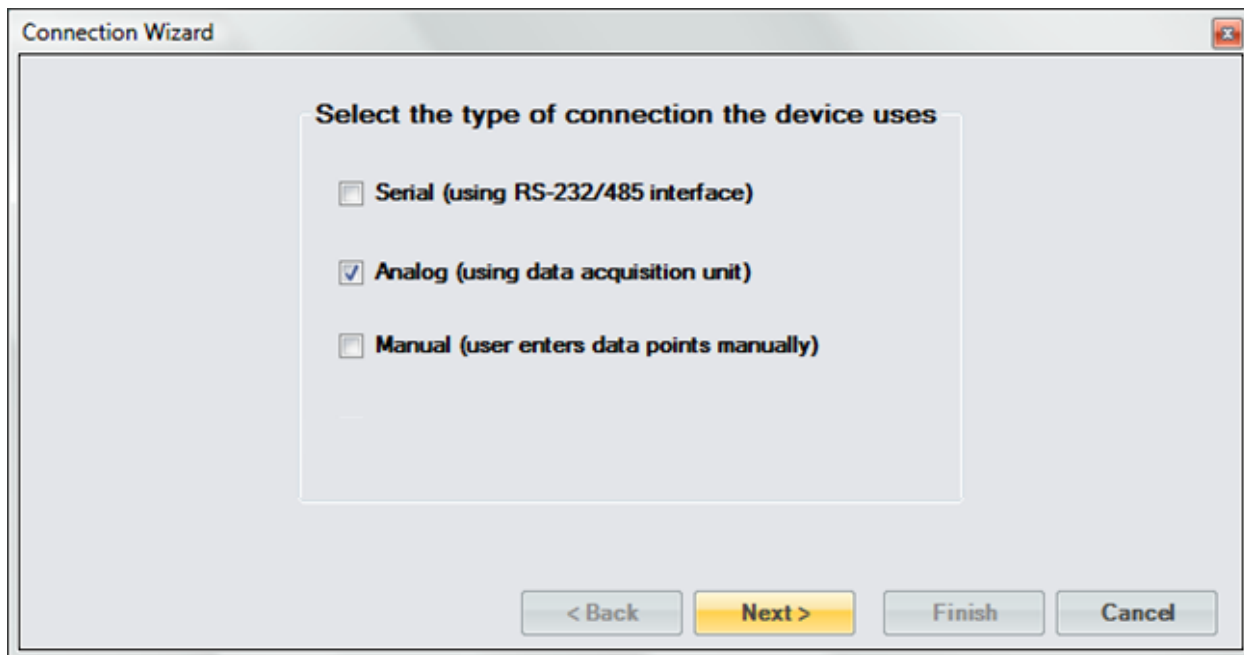 Connection Wizard
Select the type of connection the device uses
Serial (using RS-232/485 interface)
Analog (using data acquisition unit)
Manual (user enters data points manually)
< Back Next > Finish Cancel